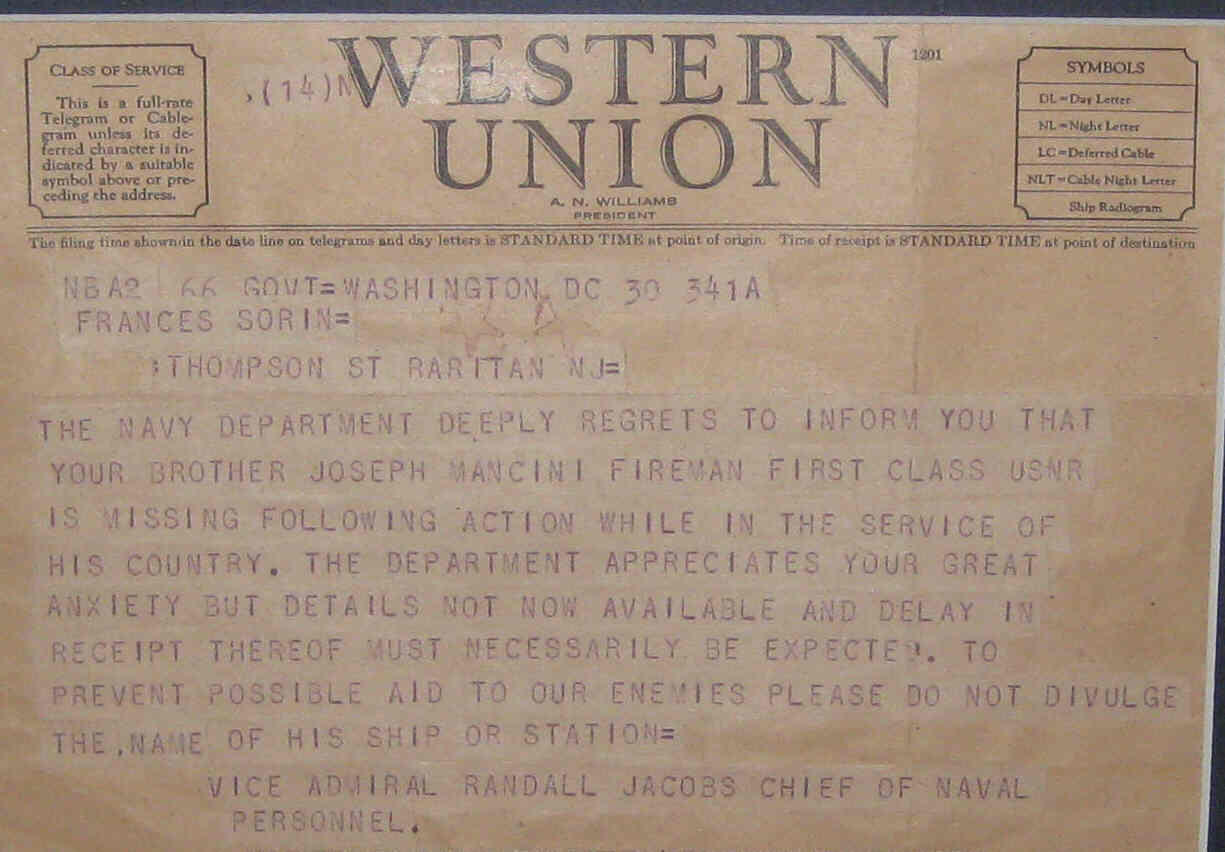 CLASS OF SERVICE
This is a full-rate
Telegram or Cable-
gram unless its de-
ferred character is in-
dicated by a suitable
symbol above or pre-
ceding the address.
(14)N
WESTERN
UNION
1201
A. N. WILLIAMS
PRESIDENT
SYMBOLS
DL=Day Letter
NL=Night Letter
LC=Deferred Cable
NLT=Cable Night Letter
Ship Radiogram
The filing time shown in the date line on telegrams and day letters is STANDARD TIME at point of origin. Time of receipt is STANDARD TIME at point of destination
NBA2 66 GOVT=WASHINGTON DC 30 341A
FRANCES SORIN=
THOMPSON ST RARITAN NJ=
THE NAVY DEPARTMENT DEEPLY REGRETS TO INFORM YOU THAT
YOUR BROTHER JOSEPH MANCINI FIREMAN FIRST CLASS USNR
IS MISSING FOLLOWING ACTION WHILE IN THE SERVICE OF
HIS COUNTRY. THE DEPARTMENT APPRECIATES YOUR GREAT
ANXIETY BUT DETAILS NOT NOW AVAILABLE AND DELAY IN
RECEIPT THEREOF MUST NECESSARILY BE EXPECTED. TO
PREVENT POSSIBLE AID TO OUR ENEMIES PLEASE DO NOT DIVULGE
THE .NAME OF HIS SHIP OR STATION=
VICE ADMIRAL RANDALL JACOBS CHIEF OF NAVAL
PERSONNEL.